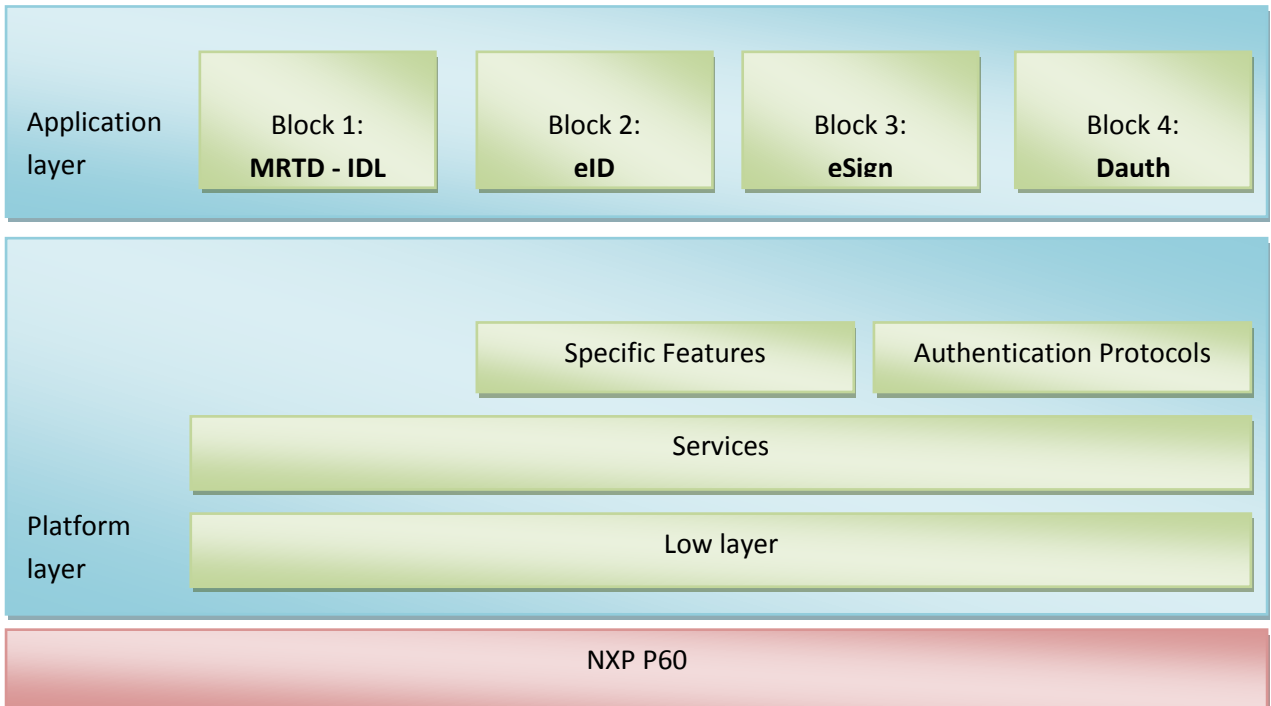 Application
layer
Block 1:
MRTD - IDL
Block 2:
eID
Block 3:
eSign
Block 4:
Dauth
Specific Features
Authentication Protocols
Services
Platform
layer
Low layer
NXP P60